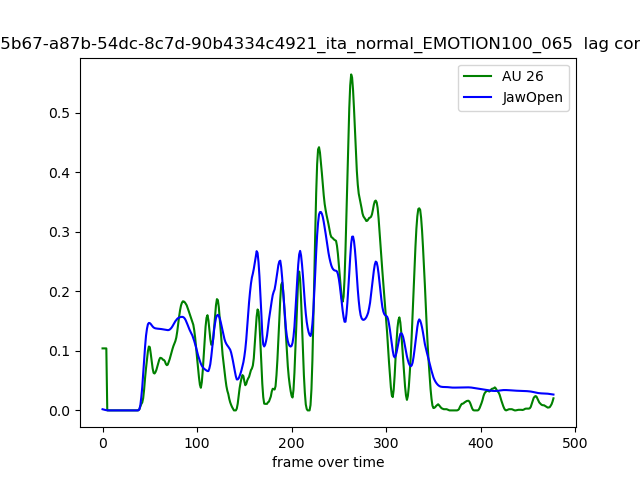 5b67-a87b-54dc-8c7d-90b4334c4921_ita_normal_EMOTION100_065 lag cor
AU 26
JawOpen
0.5
0.4
0.3
0.2
0.1
0.0
0 100 200 300 400 500
frame over time